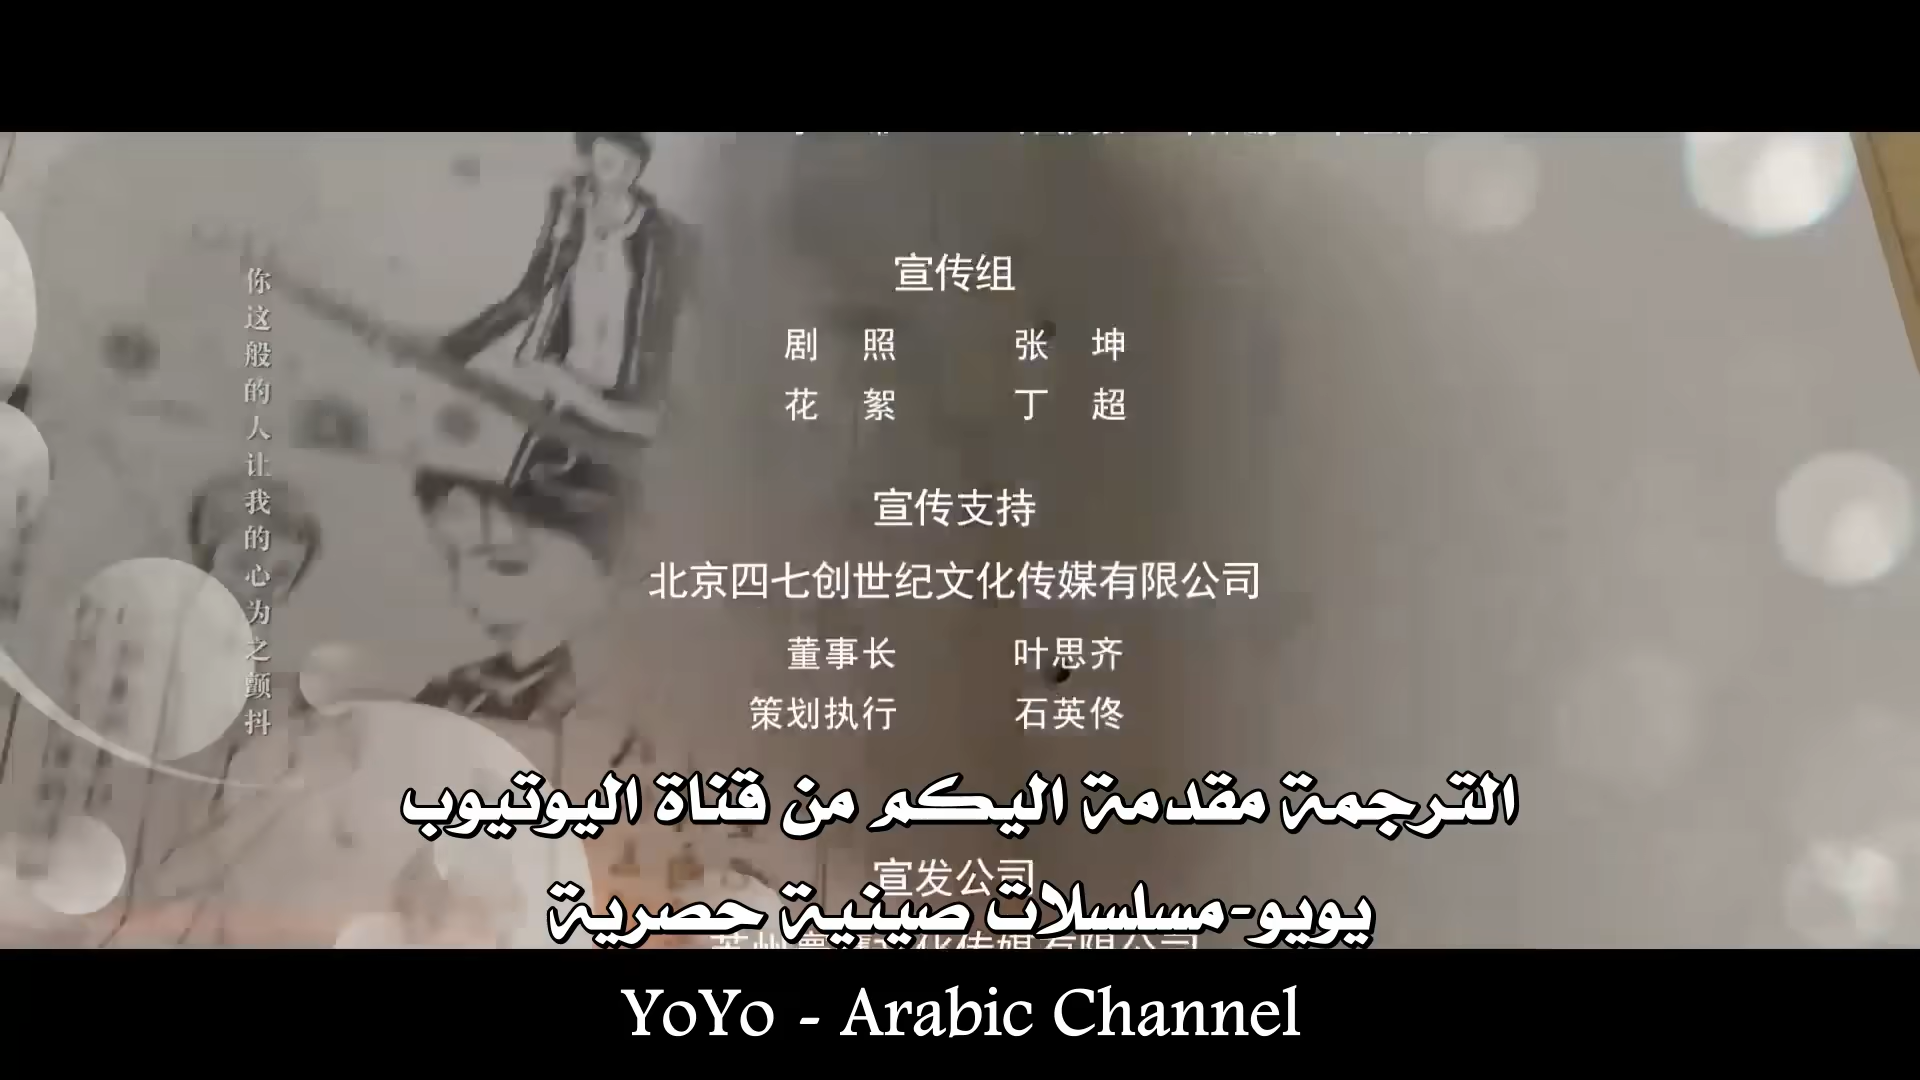 宣传组
剧照 张坤
花絮 丁超
宣传支持
北京四七创世纪文化传媒有限公司
董事长 叶思齐
策划执行 石英佟
你这般的人让我的心为之颤抖
الترجمة مقدمة اليكم من قناة اليوتيوب
宣发公司
يويو-مسلسلات صينية حصرية
YoYo - Arabic Channel